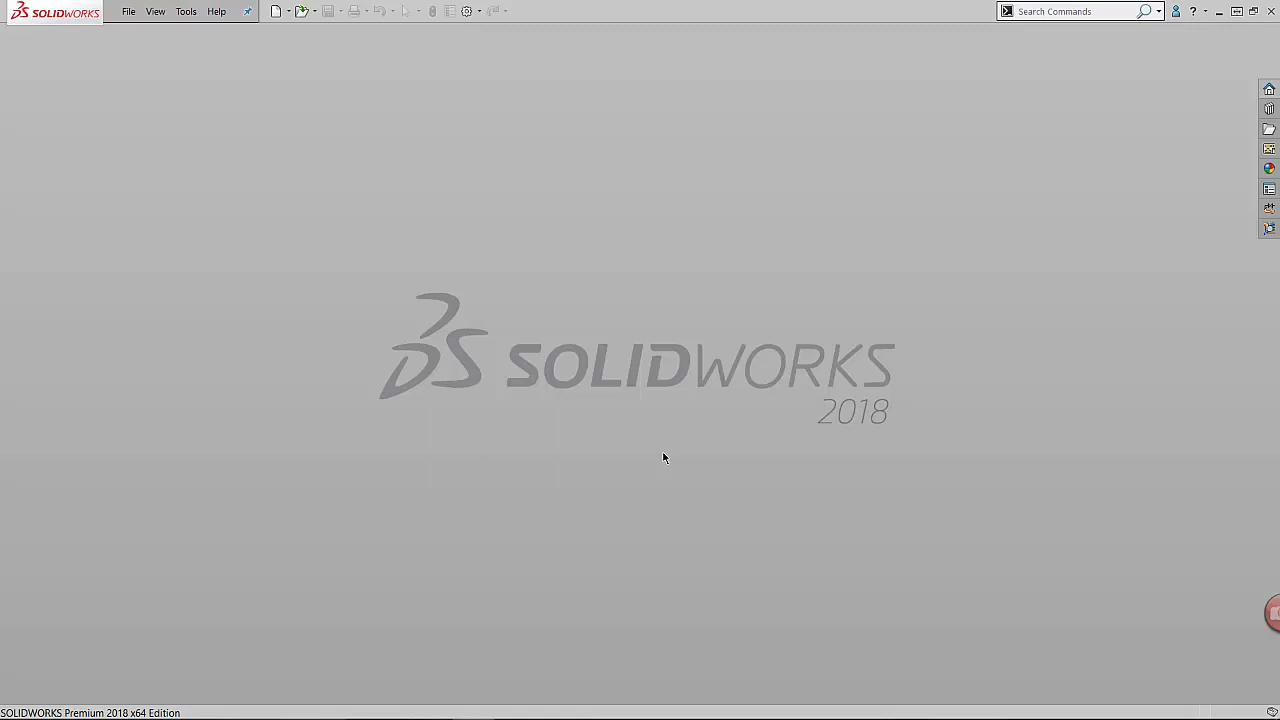 SOLIDWORKS File View Tools Help Search Commands ?
SOLIDWORKS
2018
SOLIDWORKS Premium 2018 x64 Edition